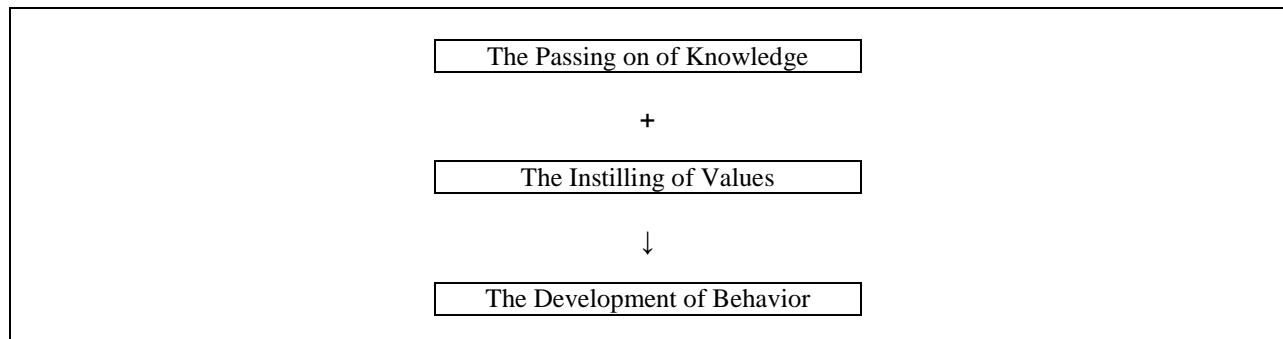 The Passing on of Knowledge
+
The Instilling of Values
↓
The Development of Behavior